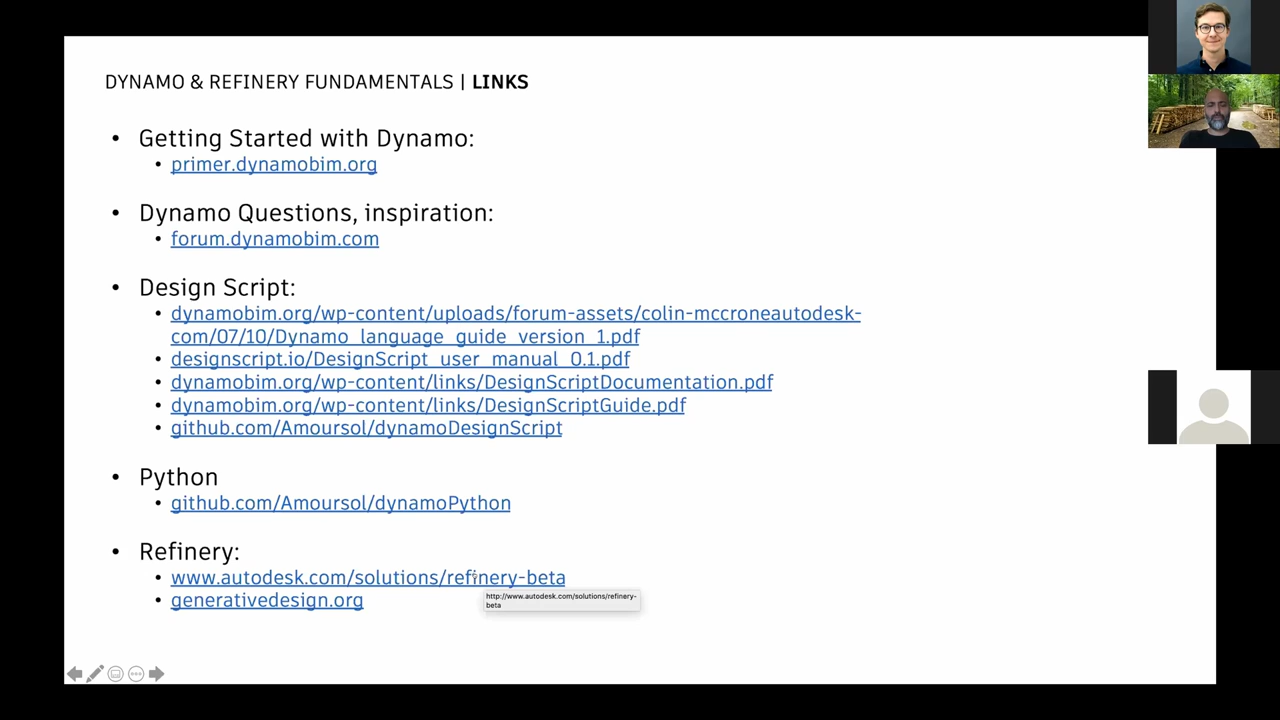 DYNAMO & REFINERY FUNDAMENTALS | LINKS
• Getting Started with Dynamo:
• primer.dynamobim.org
• Dynamo Questions, inspiration:
• forum.dynamobim.com
• Design Script:
• dynamobim.org/wp-content/uploads/forum-assets/colin-mccroneautodesk-
com/07/10/Dynamo_language_guide_version_1.pdf
• designscript.io/DesignScript_user_manual_0.1.pdf
• dynamobim.org/wp-content/links/DesignScriptDocumentation.pdf
• dynamobim.org/wp-content/links/DesignScriptGuide.pdf
• github.com/Amoursol/dynamoDesignScript
• Python
• github.com/Amoursol/dynamoPython
• Refinery:
• www.autodesk.com/solutions/refinery-beta
• generativedesign.org
http://www.autodesk.com/solutions/refinery-
beta